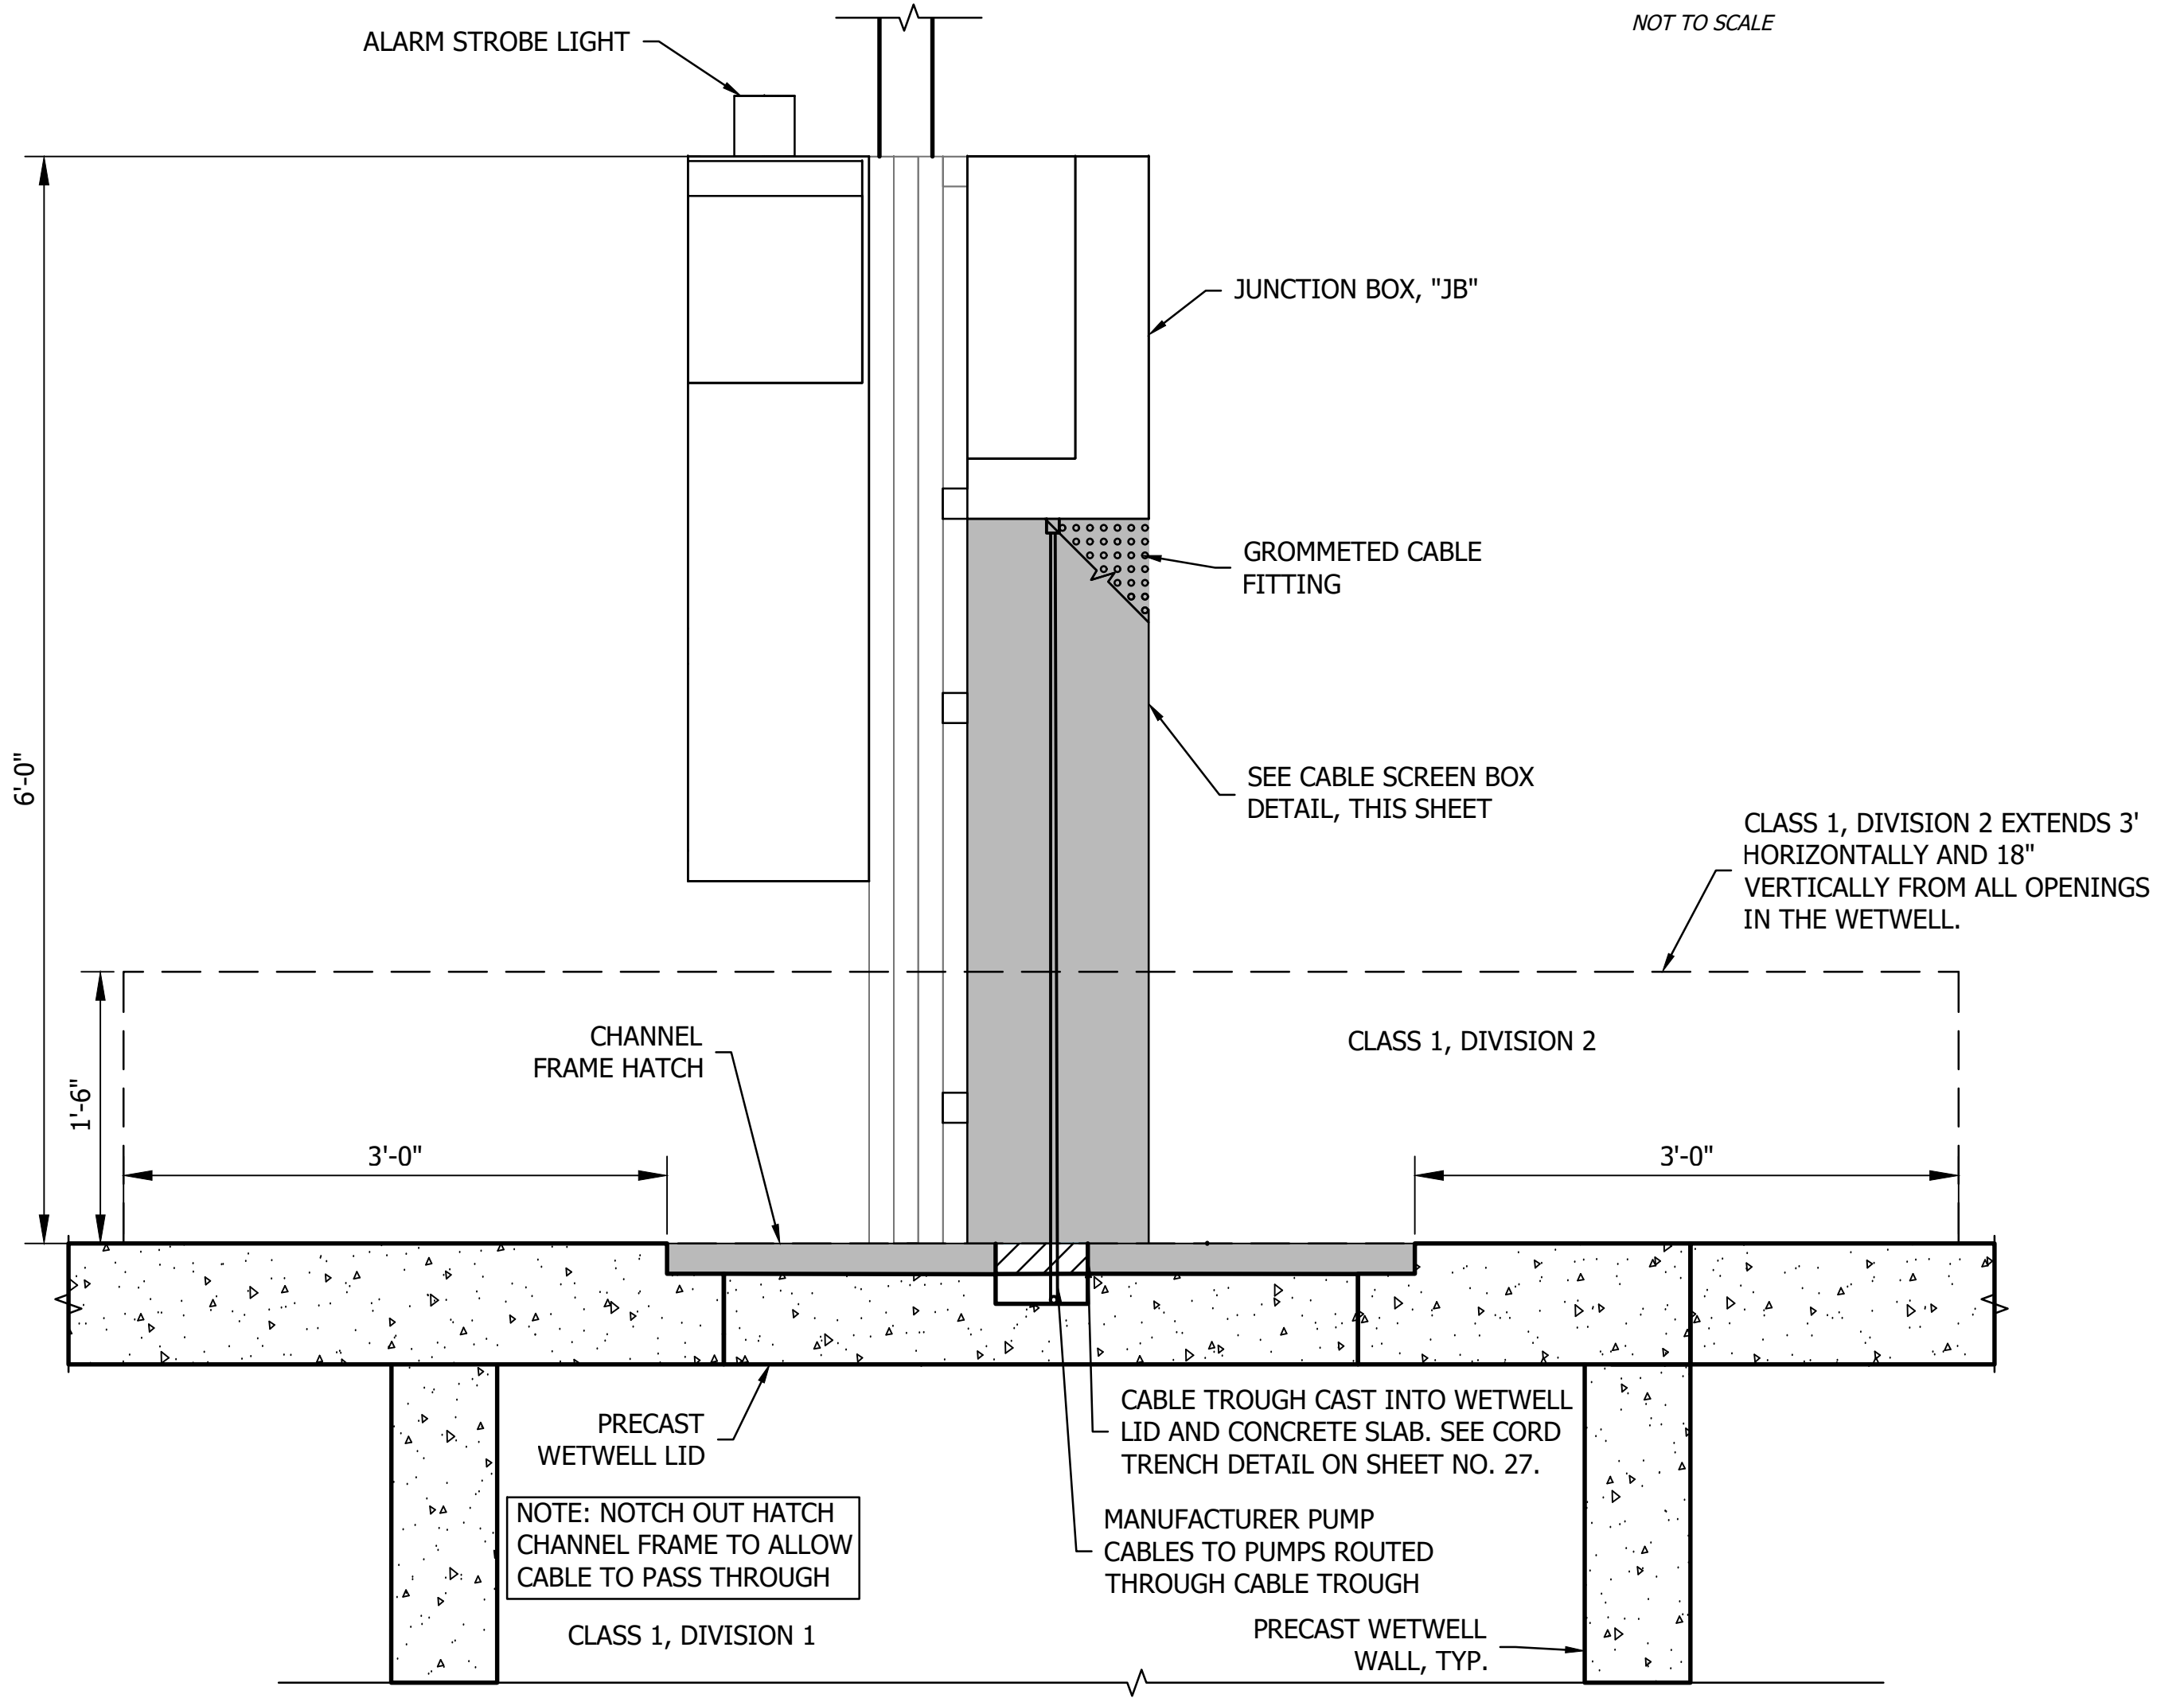 NOT TO SCALE
ALARM STROBE LIGHT
JUNCTION BOX, "JB"
GROMMETED CABLE
FITTING
6'-0"
SEE CABLE SCREEN BOX
DETAIL, THIS SHEET
CLASS 1, DIVISION 2 EXTENDS 3'
HORIZONTALLY AND 18"
VERTICALLY FROM ALL OPENINGS
IN THE WETWELL.
CHANNEL
FRAME HATCH
CLASS 1, DIVISION 2
1'-6"
3'-0"
3'-0"
PRECAST
WETWELL LID
CABLE TROUGH CAST INTO WETWELL
LID AND CONCRETE SLAB. SEE CORD
TRENCH DETAIL ON SHEET NO. 27.
NOTE: NOTCH OUT HATCH
CHANNEL FRAME TO ALLOW
CABLE TO PASS THROUGH
MANUFACTURER PUMP
CABLES TO PUMPS ROUTED
THROUGH CABLE TROUGH
CLASS 1, DIVISION 1
PRECAST WETWELL
WALL, TYP.